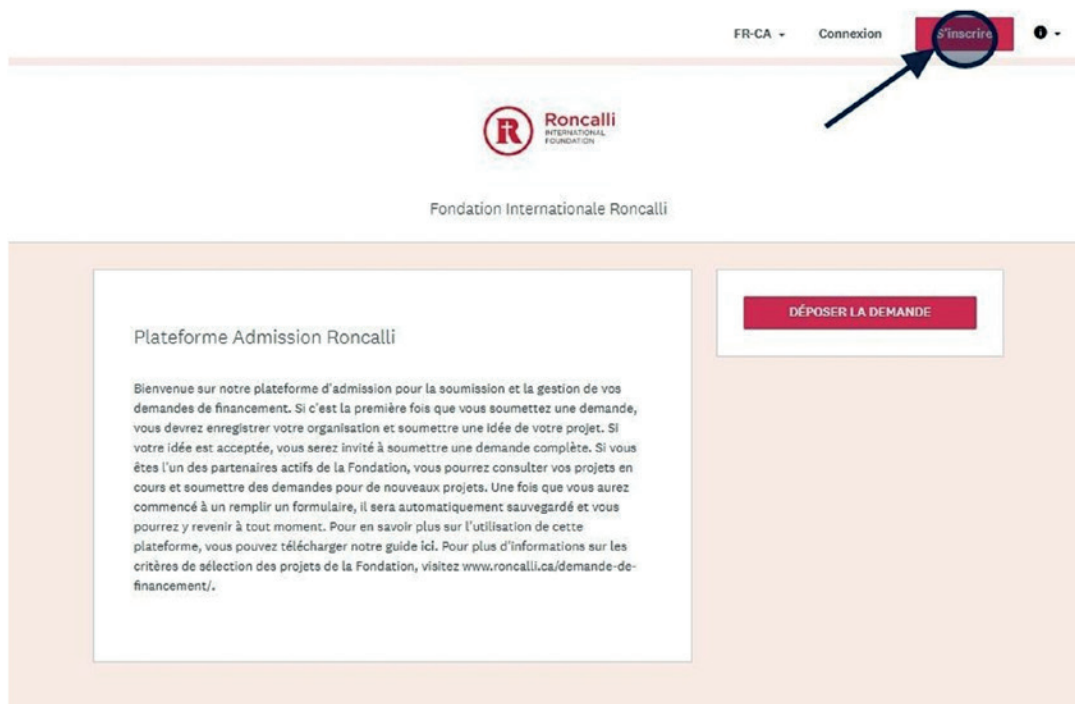 FR-CA
Connexion
S'inscrire
Roncalli
INTERNATIONAL
FOUNDATION
Fondation Internationale Roncalli
DÉPOSER LA DEMANDE
Plateforme Admission Roncalli
Bienvenue sur notre plateforme d'admission pour la soumission et la gestion de vos
demandes de financement. Si c'est la première fois que vous soumettez une demande,
vous devrez enregistrer votre organisation et soumettre une idée de votre projet. Si
votre idée est acceptée, vous serez invité à soumettre une demande complète. Si vous
êtes l'un des partenaires actifs de la Fondation, vous pourrez consulter vos projets en
cours et soumettre des demandes pour de nouveaux projets. Une fois que vous aurez
commencé à un remplir un formulaire, il sera automatiquement sauvegardé et vous
pourrez y revenir à tout moment. Pour en savoir plus sur l'utilisation de cette
plateforme, vous pouvez télécharger notre guide ici. Pour plus d'informations sur les
critères de sélection des projets de la Fondation, visitez www.roncalli.ca/demande-de-
financement/.